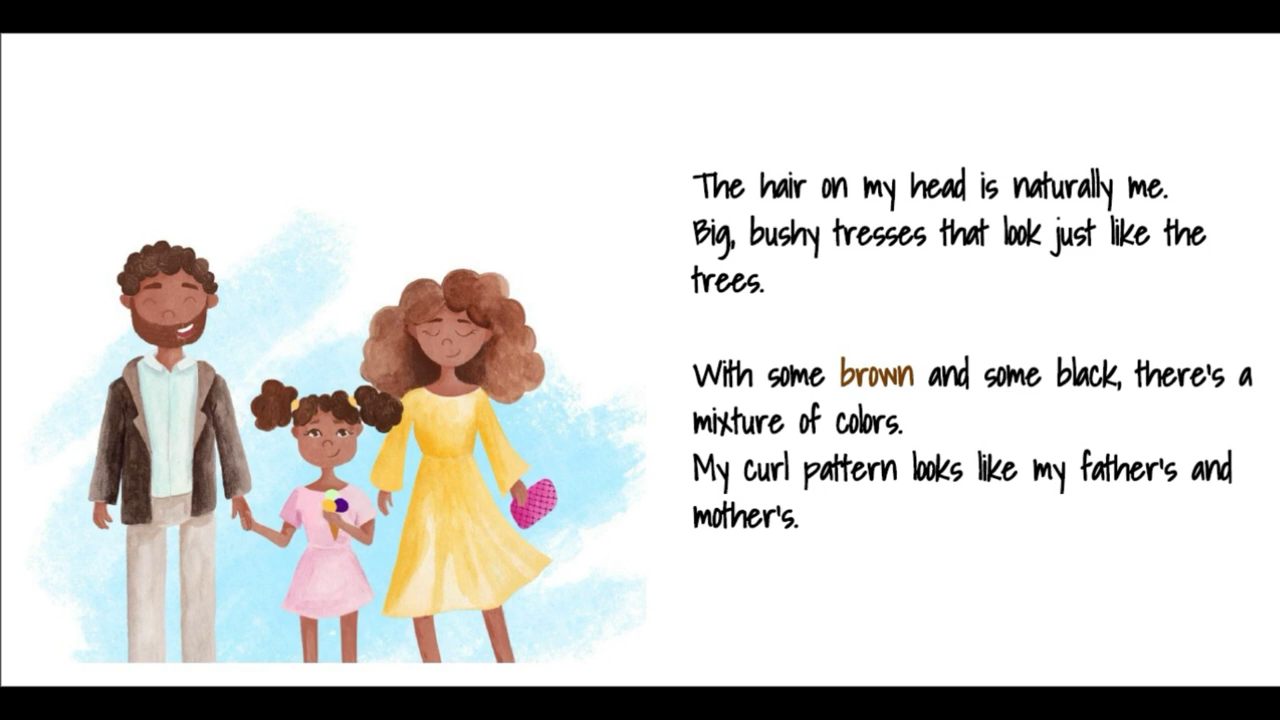 The hair on my head is naturally me.
Big, bushy tresses that look just like the
trees.
With some brown and some black, there's a
mixture of colors.
My curl pattern looks like my father's and
mother's.